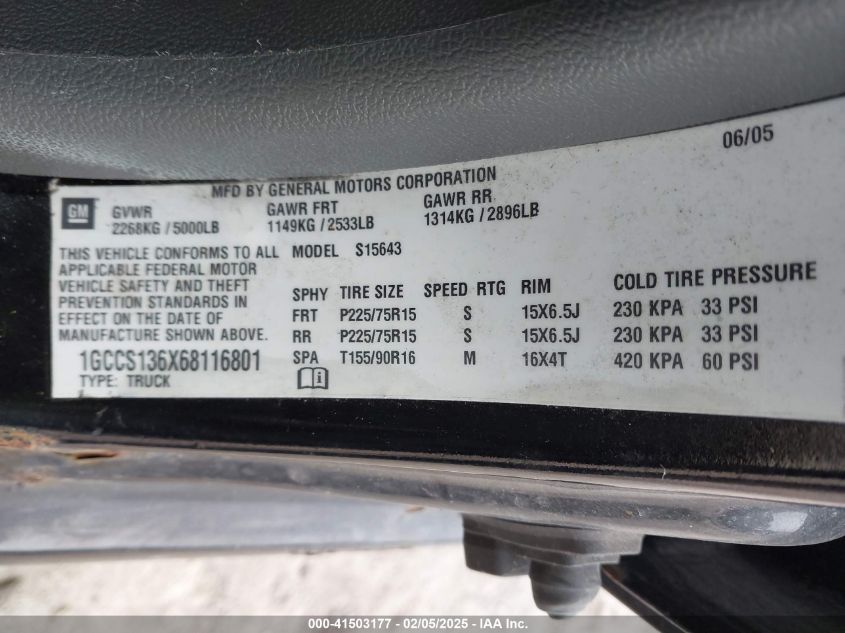 06/05
MFD BY GENERAL MOTORS CORPORATION
GM GVWR GAWR FRT GAWR RR
2268KG / 5000LB 1149KG / 2533LB 1314KG / 2896LB
THIS VEHICLE CONFORMS TO ALL MODEL S15643
APPLICABLE FEDERAL MOTOR
VEHICLE SAFETY AND THEFT
PREVENTION STANDARDS IN
EFFECT ON THE DATE OF
MANUFACTURE SHOWN ABOVE.
SPHY TIRE SIZE SPEED RTG RIM COLD TIRE PRESSURE
FRT P225/75R15 S 15X6.5J 230 KPA 33 PSI
RR P225/75R15 S 15X6.5J 230 KPA 33 PSI
SPA T155/90R16 M 16X4T 420 KPA 60 PSI
1GCCS136X68116801
TYPE: TRUCK
000-41503177 - 02/05/2025 - IAA Inc.